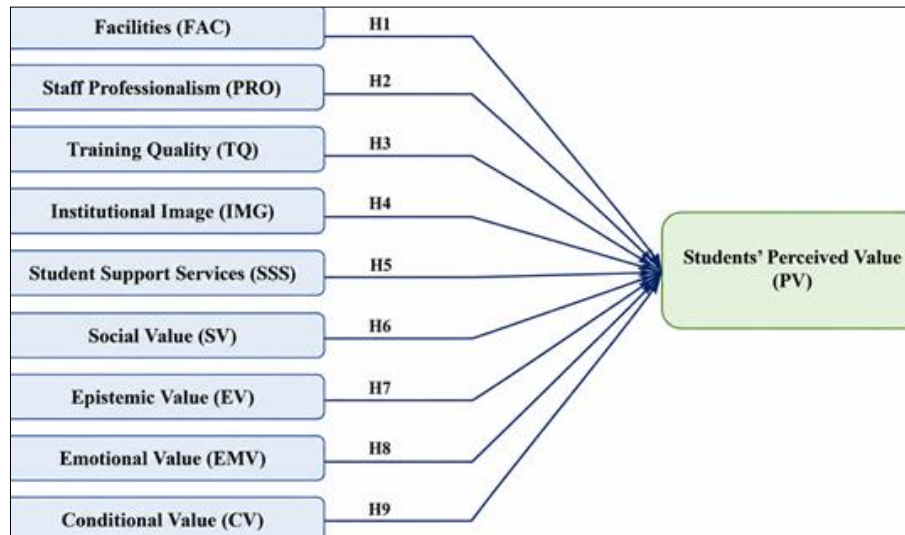 Facilities (FAC)
H1
Staff Professionalism (PRO)
H2
Training Quality (TQ)
H3
Institutional Image (IMG)
H4
Student Support Services (SSS)
H5
Social Value (SV)
H6
Epistemic Value (EV)
H7
Emotional Value (EMV)
H8
Conditional Value (CV)
H9
Students’ Perceived Value
(PV)